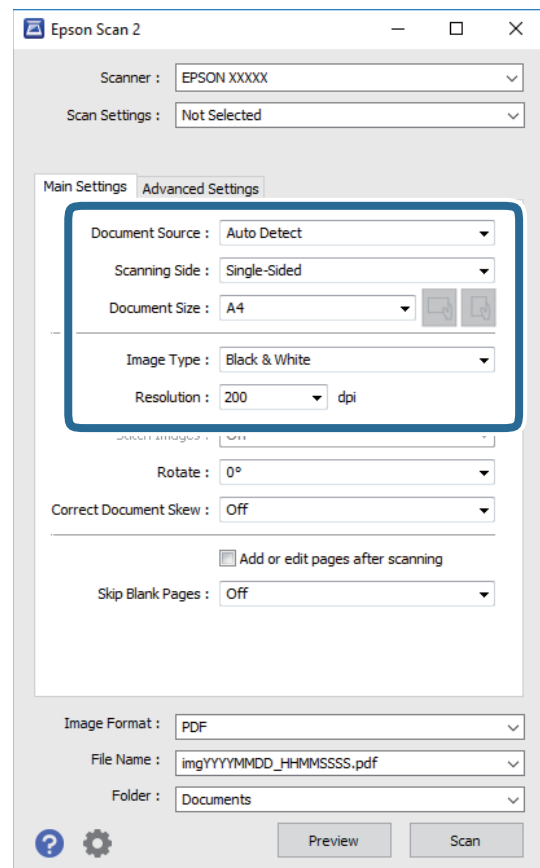 Epson Scan 2
Scanner : EPSON XXXXX
Scan Settings : Not Selected
Main Settings Advanced Settings
Document Source : Auto Detect
Scanning Side : Single-Sided
Document Size : A4
Image Type : Black & White
Resolution : 200 dpi
Stitch Images : Off
Rotate : 0°
Correct Document Skew : Off
Add or edit pages after scanning
Skip Blank Pages : Off
Image Format : PDF
File Name : imgYYYYMMDD_HHMMSSSS.pdf
Folder : Documents
? Preview Scan